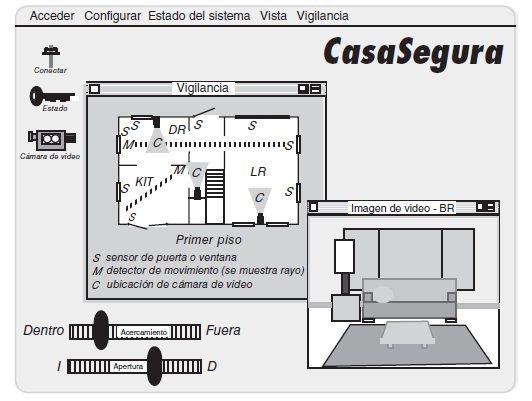 Acceder Configurar Estado del sistema Vista Vigilancia
CasaSegura
Conectar
Estado
Cámara de video
Vigilancia
S S DR S S
M C S
KIT M C LR
S C S
S
Primer piso
S sensor de puerta o ventana
M detector de movimiento (se muestra rayo)
C ubicación de cámara de video
Imagen de video - BR
Dentro Acercamiento Fuera
I Apertura D